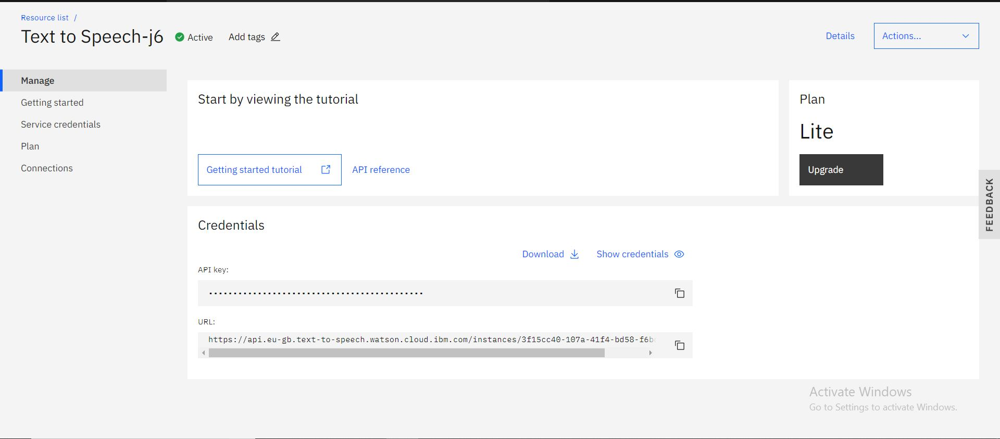 Resource list /
Text to Speech-j6 Active Add tags
Details Actions...
Manage
Getting started
Service credentials
Plan
Connections
Start by viewing the tutorial
Getting started tutorial API reference
Plan
Lite
Upgrade
FEEDBACK
Credentials
Download Show credentials
API key:
............................................
URL:
https://api.eu-gb.text-to-speech.watson.cloud.ibm.com/instances/3f15cc40-107a-41f4-bd58-f6b
Activate Windows
Go to Settings to activate Windows.